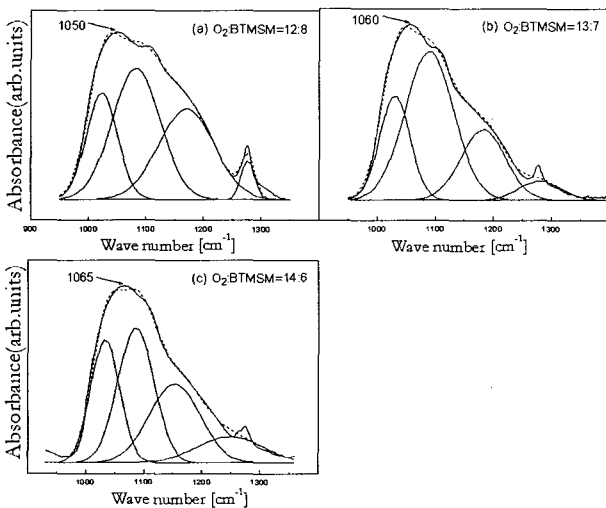 1050
(a) O₂:BTMSM=12:8
Absorbance(arb.units)
900 1000 1100 1200 1300
Wave number [cm⁻¹]
1060
(b) O₂:BTMSM=13:7
1000 1100 1200 1300
Wave number [cm⁻¹]
1065
(c) O₂:BTMSM=14:6
Absorbance(arb.units)
1000 1100 1200 1300
Wave number [cm⁻¹]